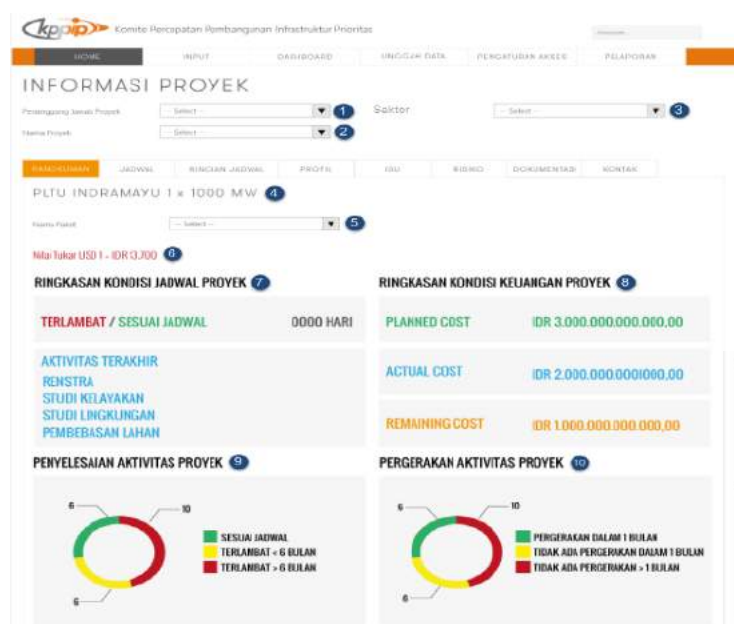 kppip Komite Percepatan Pembangunan Infrastruktur Prioritas
HOME INPUT DASHBOARD UNGGAH DATA PENGATURAN AKSES PELAPORAN
INFORMASI PROYEK
Penanggung Jawab Proyek -- Select -- 1 Sektor -- Select -- 3
Nama Proyek -- Select -- 2
RANGKUMAN JADWAL RINCIAN JADWAL PROFIL ISU RISIKO DOKUMENTASI KONTAK
PLTU INDRAMAYU 1 x 1000 MW 4
Nama Paket -- Select -- 5
Nilai Tukar USD 1 = IDR 13,700 6
RINGKASAN KONDISI JADWAL PROYEK 7
TERLAMBAT / SESUAI JADWAL 0000 HARI
AKTIVITAS TERAKHIR
RENSTRA
STUDI KELAYAKAN
STUDI LINGKUNGAN
PEMBEBASAN LAHAN
RINGKASAN KONDISI KEUANGAN PROYEK 8
PLANNED COST IDR 3.000.000.000.000,00
ACTUAL COST IDR 2.000.000.000l000,00
REMAINING COST IDR 1.000.000.000.000,00
PENYELESAIAN AKTIVITAS PROYEK 9
6 10
SESUAI JADWAL
TERLAMBAT < 6 BULAN
TERLAMBAT > 6 BULAN
6
PERGERAKAN AKTIVITAS PROYEK 10
6 10
PERGERAKAN DALAM 1 BULAN
TIDAK ADA PERGERAKAN DALAM 1 BULAN
TIDAK ADA PERGERAKAN > 1 BULAN
6